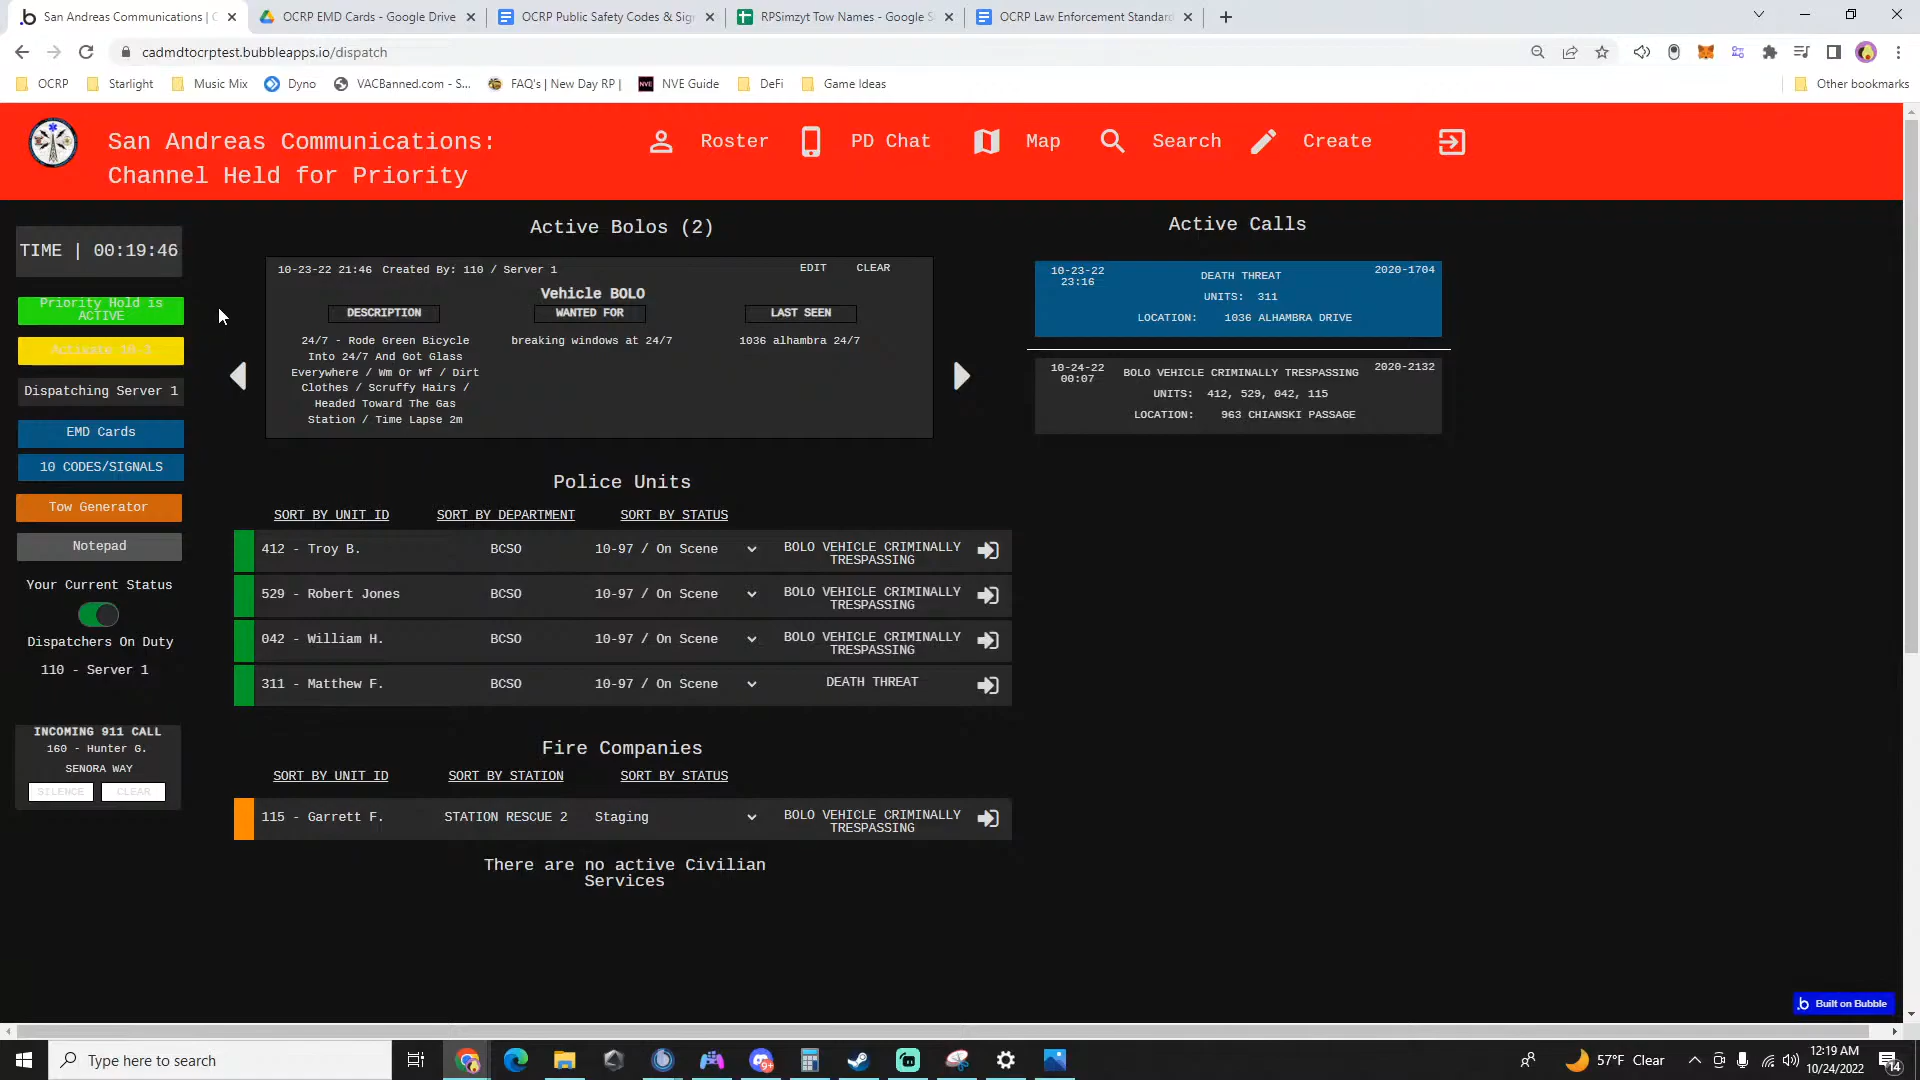 San Andreas Communications | C
OCRP EMD Cards - Google Drive
OCRP Public Safety Codes & Sig
RPSimzyt Tow Names - Google S
OCRP Law Enforcement Standard
cadmdtocrptest.bubbleapps.io/dispatch
OCRP
Starlight
Music Mix
Dyno
VACBanned.com - S...
FAQ's | New Day RP |
NVE Guide
DeFi
Game Ideas
Other bookmarks
San Andreas Communications:
Channel Held for Priority
Roster
PD Chat
Map
Search
Create
TIME | 00:19:46
Priority Hold is
ACTIVE
Activate 10-3
Dispatching Server 1
EMD Cards
10 CODES/SIGNALS
Tow Generator
Notepad
Your Current Status
Dispatchers On Duty
110 - Server 1
INCOMING 911 CALL
160 - Hunter G.
SENORA WAY
SILENCE CLEAR
Active Bolos (2)
10-23-22 21:46 Created By: 110 / Server 1
EDIT CLEAR
Vehicle BOLO
DESCRIPTION
24/7 - Rode Green Bicycle
Into 24/7 And Got Glass
Everywhere / Wm Or Wf / Dirt
Clothes / Scruffy Hairs /
Headed Toward The Gas
Station / Time Lapse 2m
WANTED FOR
breaking windows at 24/7
LAST SEEN
1036 alhambra 24/7
Active Calls
10-23-22
23:16
DEATH THREAT
2020-1704
UNITS: 311
LOCATION: 1036 ALHAMBRA DRIVE
10-24-22
00:07
BOLO VEHICLE CRIMINALLY TRESPASSING
2020-2132
UNITS: 412, 529, 042, 115
LOCATION: 963 CHIANSKI PASSAGE
Police Units
SORT BY UNIT ID SORT BY DEPARTMENT SORT BY STATUS
412 - Troy B. BCSO 10-97 / On Scene BOLO VEHICLE CRIMINALLY
TRESPASSING
529 - Robert Jones BCSO 10-97 / On Scene BOLO VEHICLE CRIMINALLY
TRESPASSING
042 - William H. BCSO 10-97 / On Scene BOLO VEHICLE CRIMINALLY
TRESPASSING
311 - Matthew F. BCSO 10-97 / On Scene DEATH THREAT
Fire Companies
SORT BY UNIT ID SORT BY STATION SORT BY STATUS
115 - Garrett F. STATION RESCUE 2 Staging BOLO VEHICLE CRIMINALLY
TRESPASSING
There are no active Civilian
Services
Built on Bubble
Type here to search
9+
57°F Clear
12:19 AM
10/24/2022
14